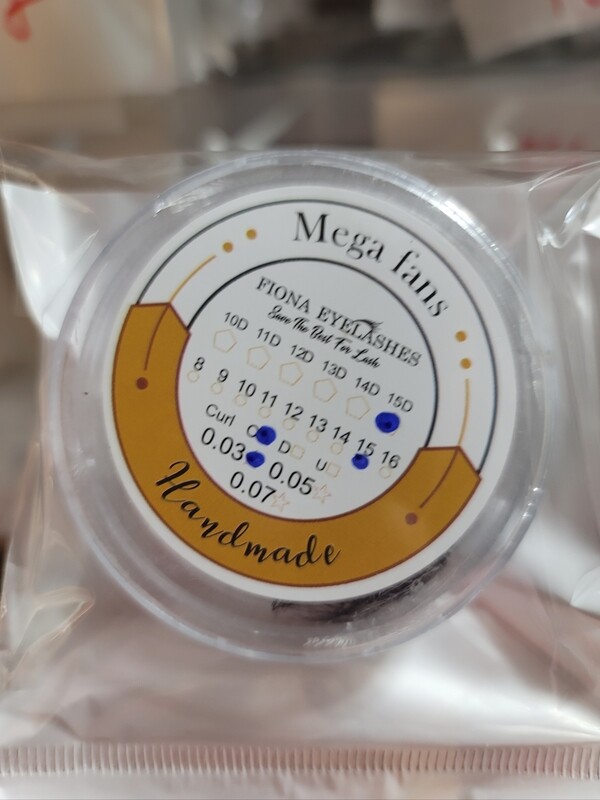 Mega fans
FIONA EYELASHES
Save The Best For Lash
10D 11D 12D 13D 14D 15D
8 9 10 11 12 13 14 15 16
Curl C D U
0.03 0.05
0.07
Handmade